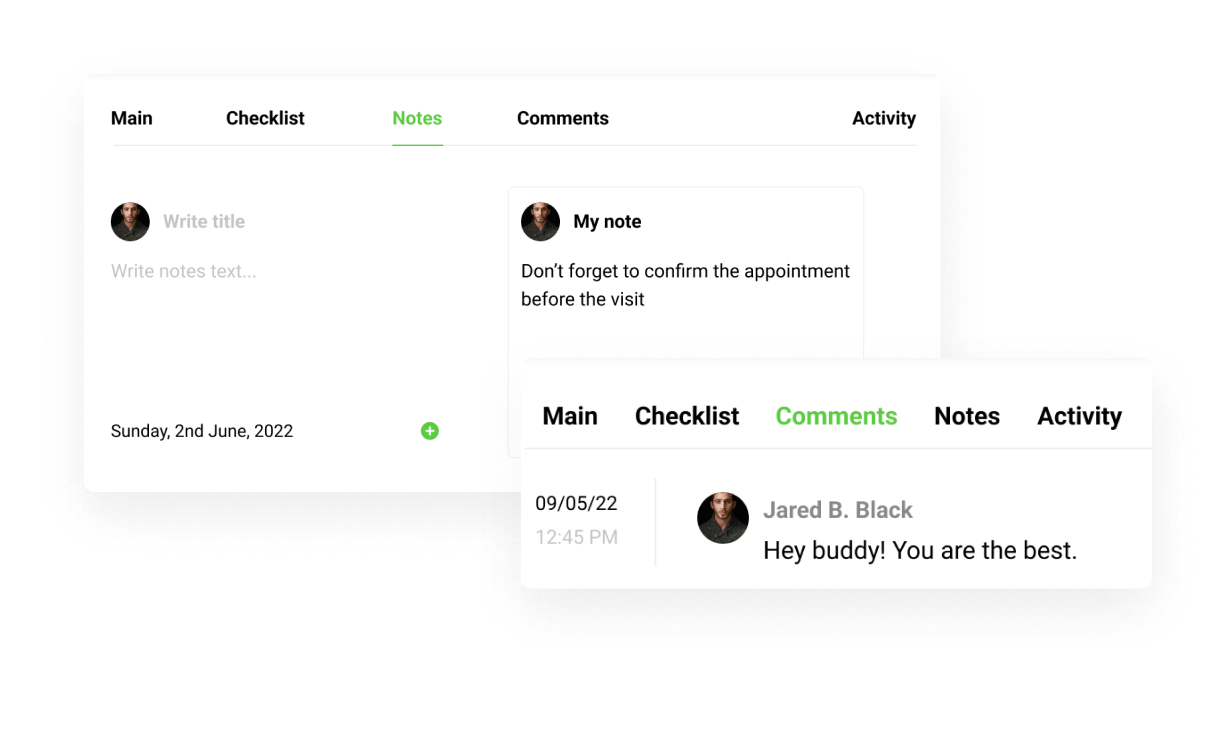 Main Checklist Notes Comments Activity
Write title
Write notes text...
Sunday, 2nd June, 2022
My note
Don’t forget to confirm the appointment
before the visit
Main Checklist Comments Notes Activity
09/05/22
12:45 PM
Jared B. Black
Hey buddy! You are the best.